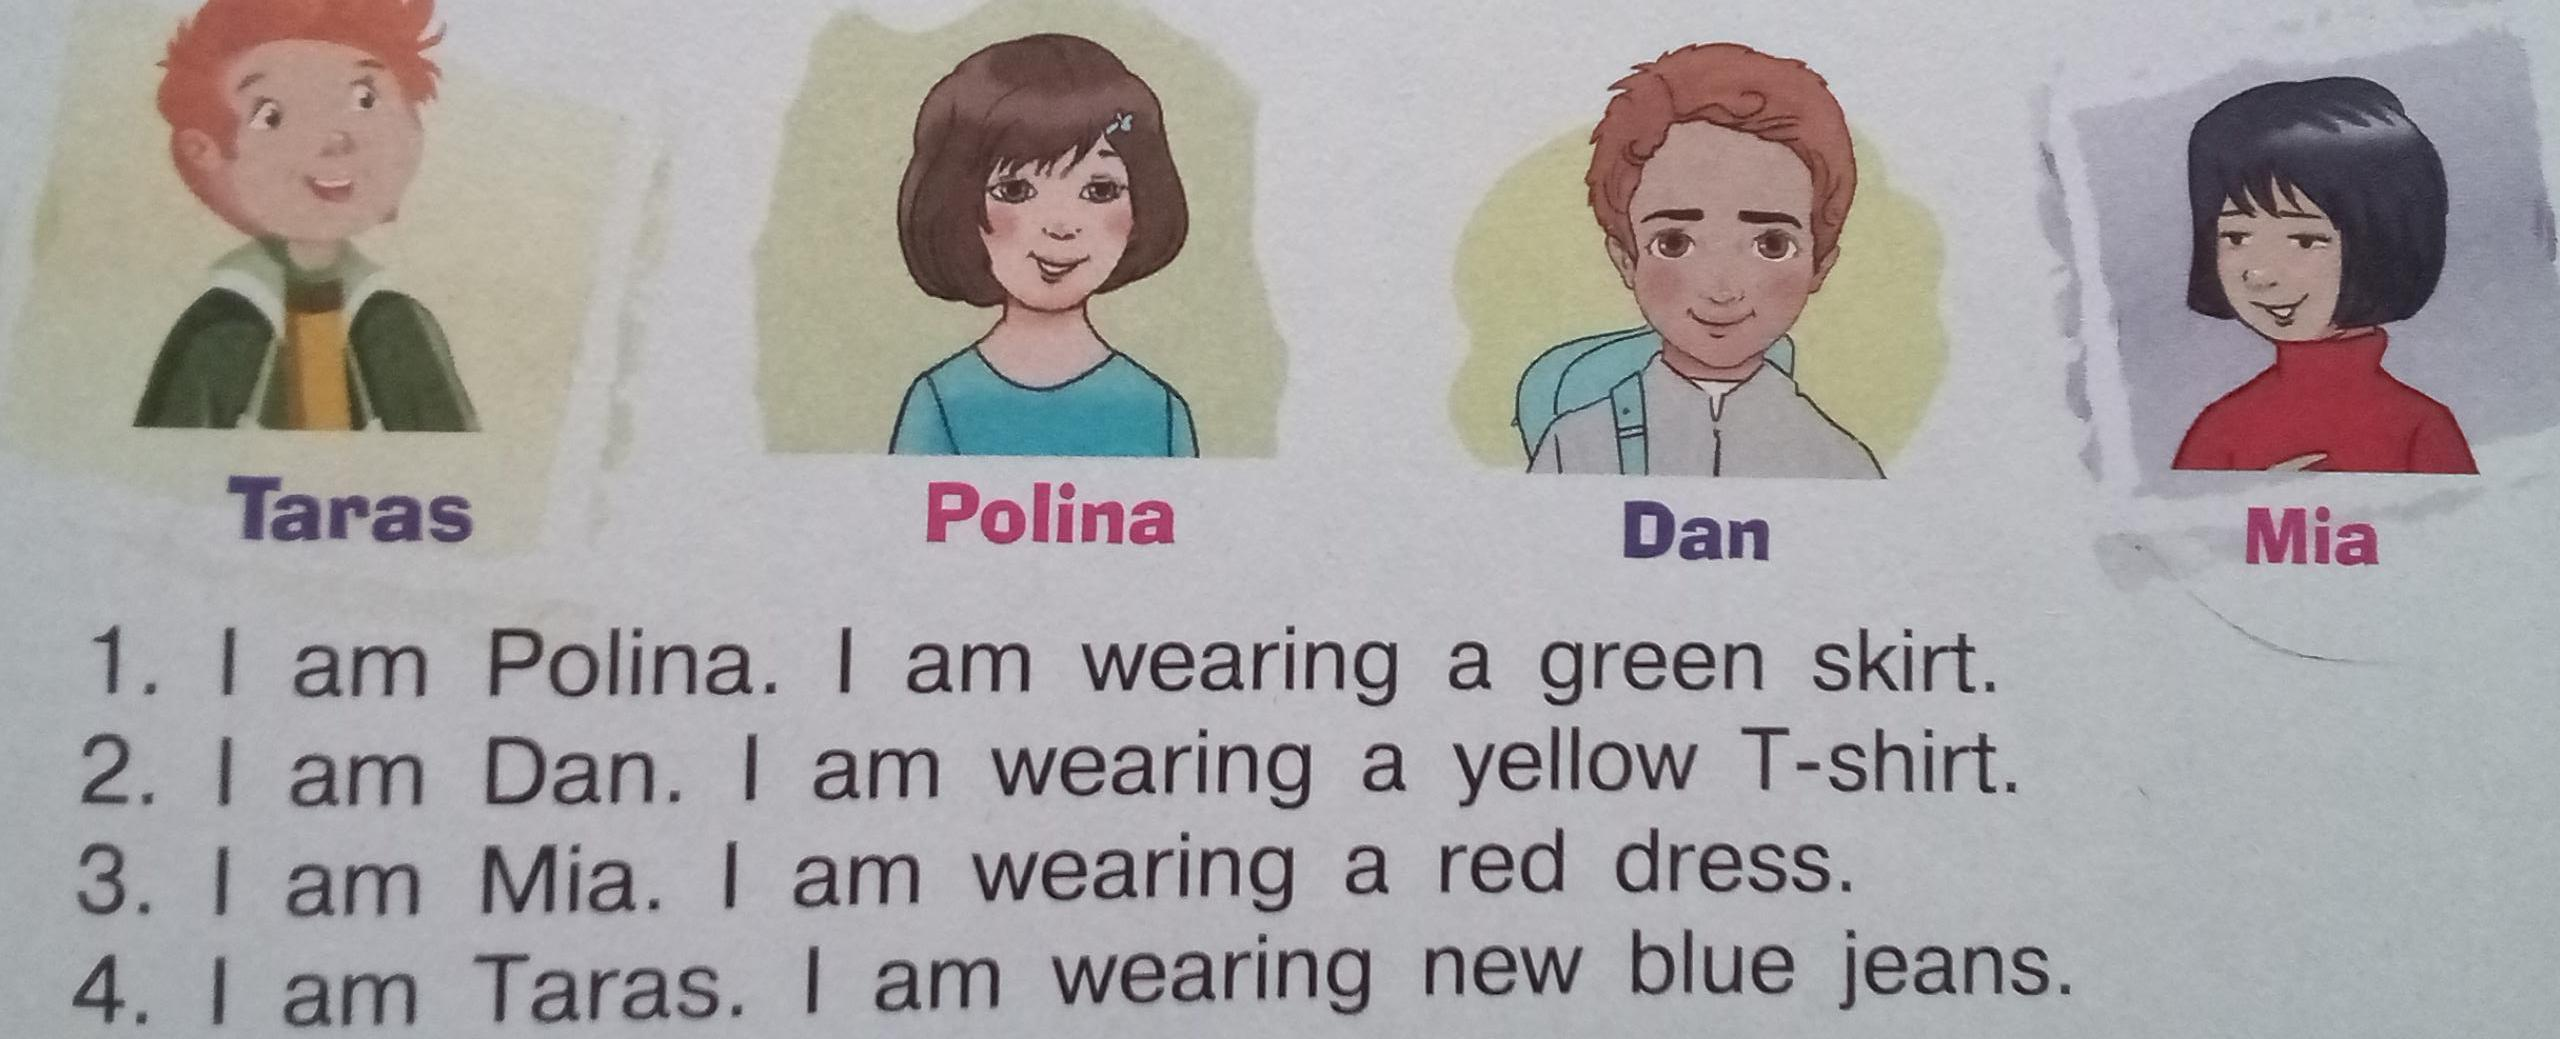 Taras Polina Dan Mia
1. I am Polina. I am wearing a green skirt.
2. I am Dan. I am wearing a yellow T-shirt.
3. I am Mia. I am wearing a red dress.
4. I am Taras. I am wearing new blue jeans.